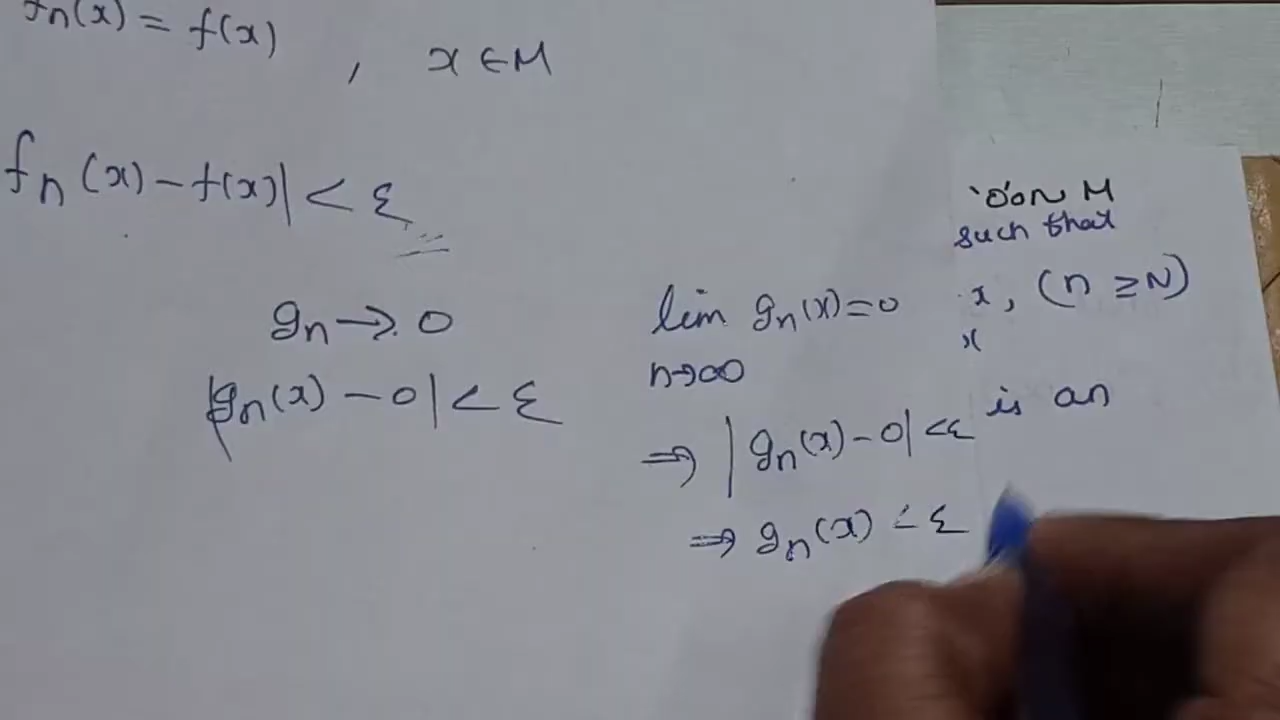 fn(x) = f(x) , x ∈ M
fn(x) - f(x)| < ε
gn → 0
|gn(x) - 0| < ε
lim gn(x) = 0
n→∞
⇒ |gn(x) - 0| < ε
⇒ gn(x) < ε
on M
such that
x, (n ≥ N)
x
is an